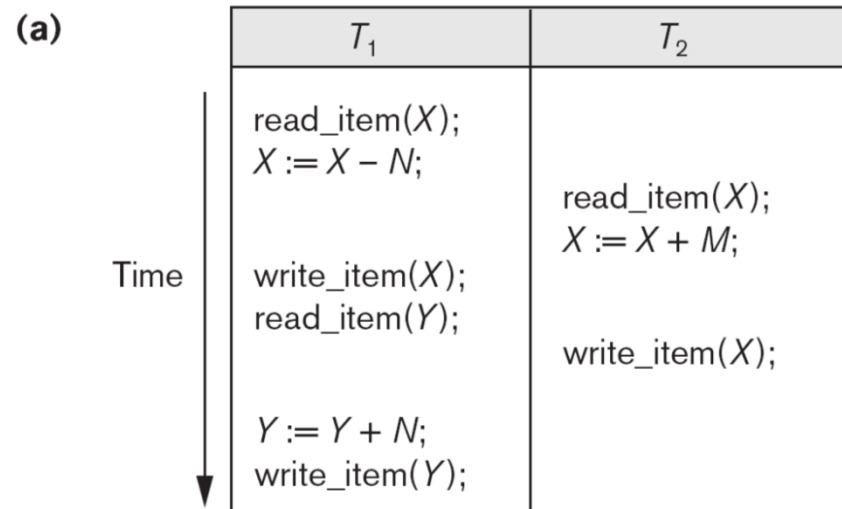 (a)
T₁ T₂
read_item(X);
X := X – N;
read_item(X);
X := X + M;
Time
write_item(X);
read_item(Y);
write_item(X);
Y := Y + N;
write_item(Y);